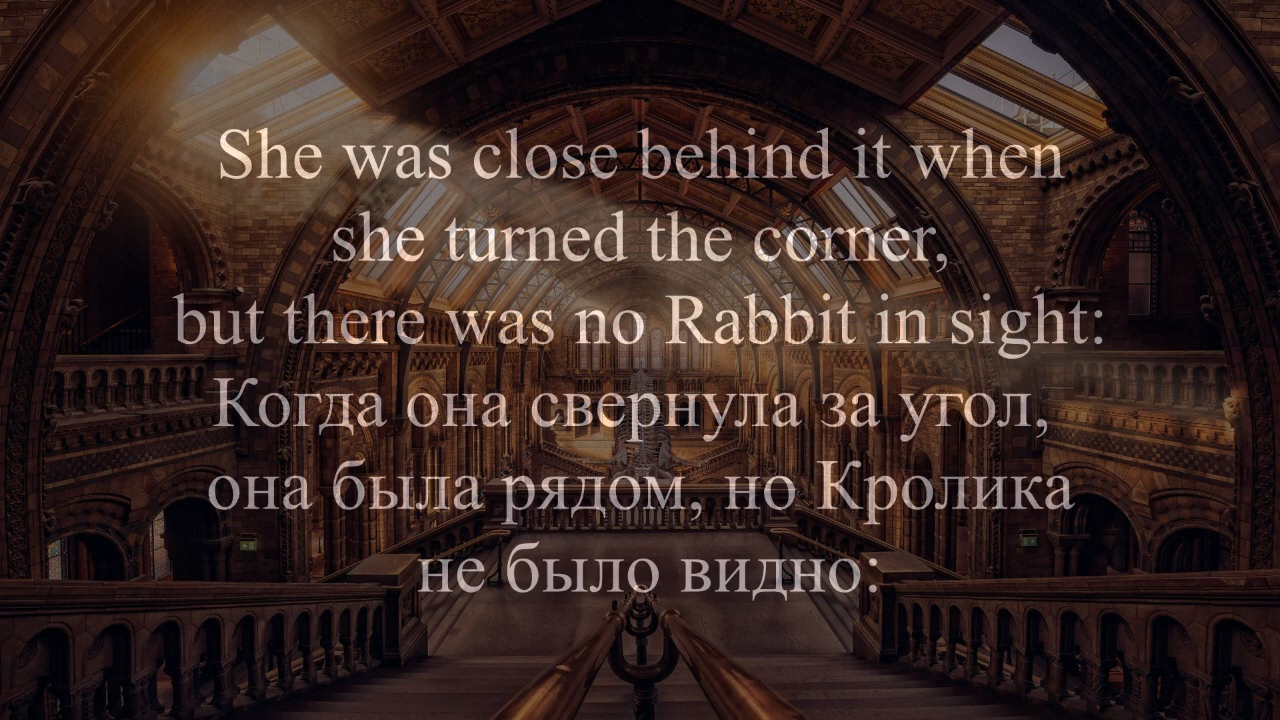 She was close behind it when
she turned the corner,
but there was no Rabbit in sight:
Когда она свернула за угол,
она была рядом, но Кролика
не было видно: